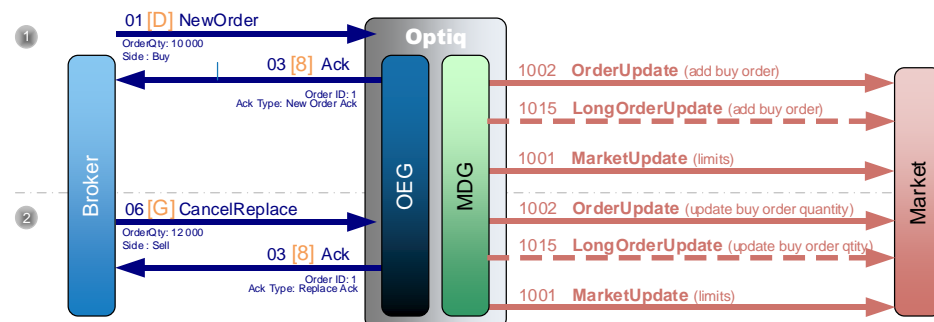 1
01 [D] NewOrder
OrderQty: 10 000
Side : Buy
Optiq
03 [8] Ack
Order ID: 1
Ack Type: New Order Ack
1002 OrderUpdate (add buy order)
1015 LongOrderUpdate (add buy order)
1001 MarketUpdate (limits)
Broker
OEG
MDG
Market
2
06 [G] CancelReplace
OrderQty: 12 000
Side : Sell
03 [8] Ack
Order ID: 1
Ack Type: Replace Ack
1002 OrderUpdate (update buy order quantity)
1015 LongOrderUpdate (update buy order qtity)
1001 MarketUpdate (limits)